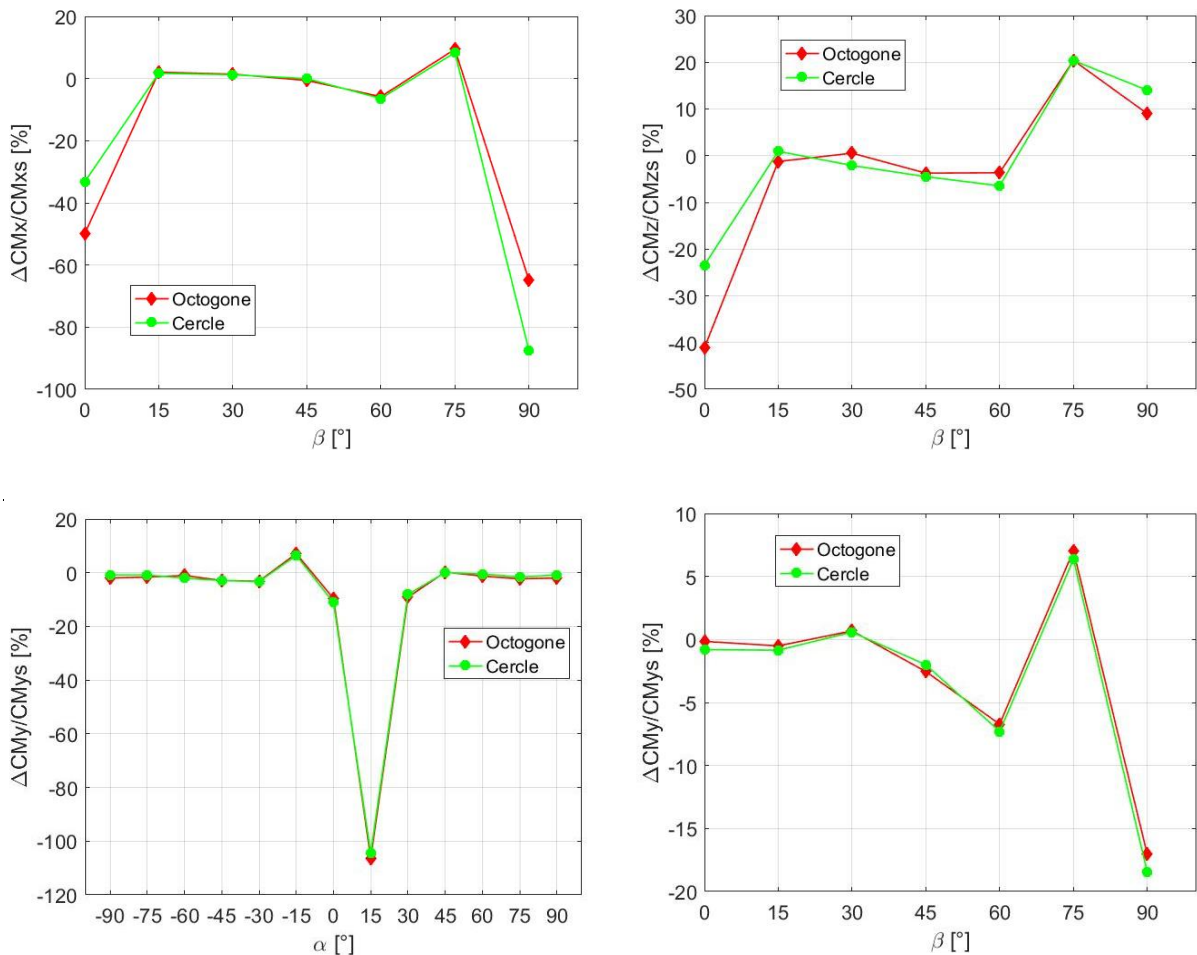 ΔCMx/CMxs [%]
20
0
-20
-40
-60
-80
-100
Octogone
Cercle
0 15 30 45 60 75 90
β [°]
ΔCMz/CMzs [%]
30
20
10
0
-10
-20
-30
-40
-50
Octogone
Cercle
0 15 30 45 60 75 90
β [°]
ΔCMy/CMys [%]
20
0
-20
-40
-60
-80
-100
-120
Octogone
Cercle
-90 -75 -60 -45 -30 -15 0 15 30 45 60 75 90
α [°]
ΔCMy/CMys [%]
10
5
0
-5
-10
-15
-20
Octogone
Cercle
0 15 30 45 60 75 90
β [°]